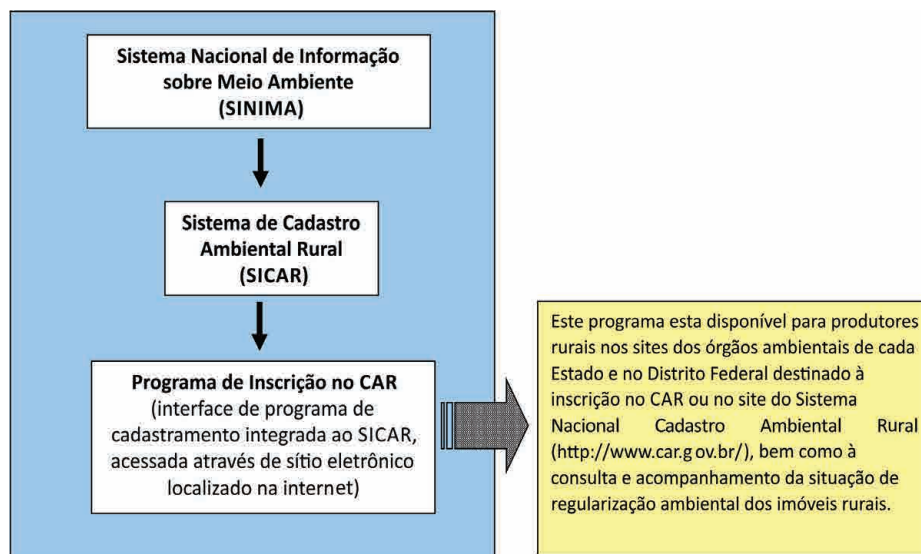 Sistema Nacional de Informação
sobre Meio Ambiente
(SINIMA)
Sistema de Cadastro
Ambiental Rural
(SICAR)
Programa de Inscrição no CAR
(interface de programa de
cadastramento integrada ao SICAR,
acessada através de sítio eletrônico
localizado na internet)
Este programa esta disponível para produtores
rurais nos sites dos órgãos ambientais de cada
Estado e no Distrito Federal destinado à
inscrição no CAR ou no site do Sistema
Nacional Cadastro Ambiental Rural
(http://www.car.gov.br/), bem como à
consulta e acompanhamento da situação de
regularização ambiental dos imóveis rurais.